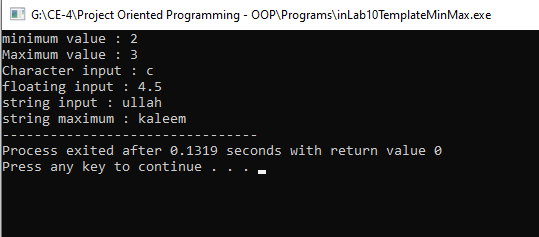 G:\CE-4\Project Oriented Programming - OOP\Programs\inLab10TemplateMinMax.exe
minimum value : 2
Maximum value : 3
Character input : c
floating input : 4.5
string input : ullah
string maximum : kaleem
--------------------------------
Process exited after 0.1319 seconds with return value 0
Press any key to continue . . .